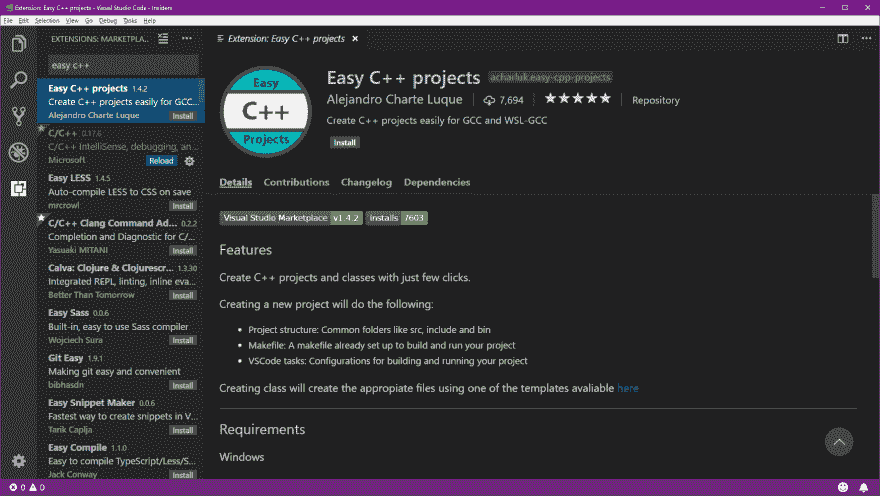 Extension: Easy C++ projects - Visual Studio Code - Insiders
File Edit Selection View Go Debug Tasks Help
EXTENSIONS: MARKETPLA...
Extension: Easy C++ projects
easy c++
Easy C++ projects 1.4.2
Create C++ projects easily for GCC...
Alejandro Charte Luque Install
C/C++ 0.17.6
C/C++ IntelliSense, debugging, an...
Microsoft Reload
Easy LESS 1.4.5
Auto-compile LESS to CSS on save
mrcrowl Install
C/C++ Clang Command Ad... 0.2.2
Completion and Diagnostic for C/...
Yasuaki MITANI Install
Calva: Clojure & Clojurescr... 1.3.30
Integrated REPL, linting, inline eva...
Better Than Tomorrow Install
Easy Sass 0.0.6
Built-in, easy to use Sass compiler
Wojciech Sura Install
Git Easy 1.9.1
Making git easy and convenient
bibhasdn Install
Easy Snippet Maker 0.0.6
Fastest way to create snippets in V...
Tarik Caplja Install
Easy Compile 1.1.0
Easy to compile TypeScript/Less/S...
Jack Conway Install
Easy
C++
Projects
Easy C++ projects acharluk.easy-cpp-projects
Alejandro Charte Luque 7,694 Repository
Create C++ projects easily for GCC and WSL-GCC
Install
Details Contributions Changelog Dependencies
Visual Studio Marketplace v1.4.2 installs 7603
Features
Create C++ projects and classes with just few clicks.
Creating a new project will do the following:
Project structure: Common folders like src, include and bin
Makefile: A makefile already set up to build and run your project
VSCode tasks: Configurations for building and running your project
Creating class will create the appropiate files using one of the templates avaliable here
Requirements
Windows
0 0